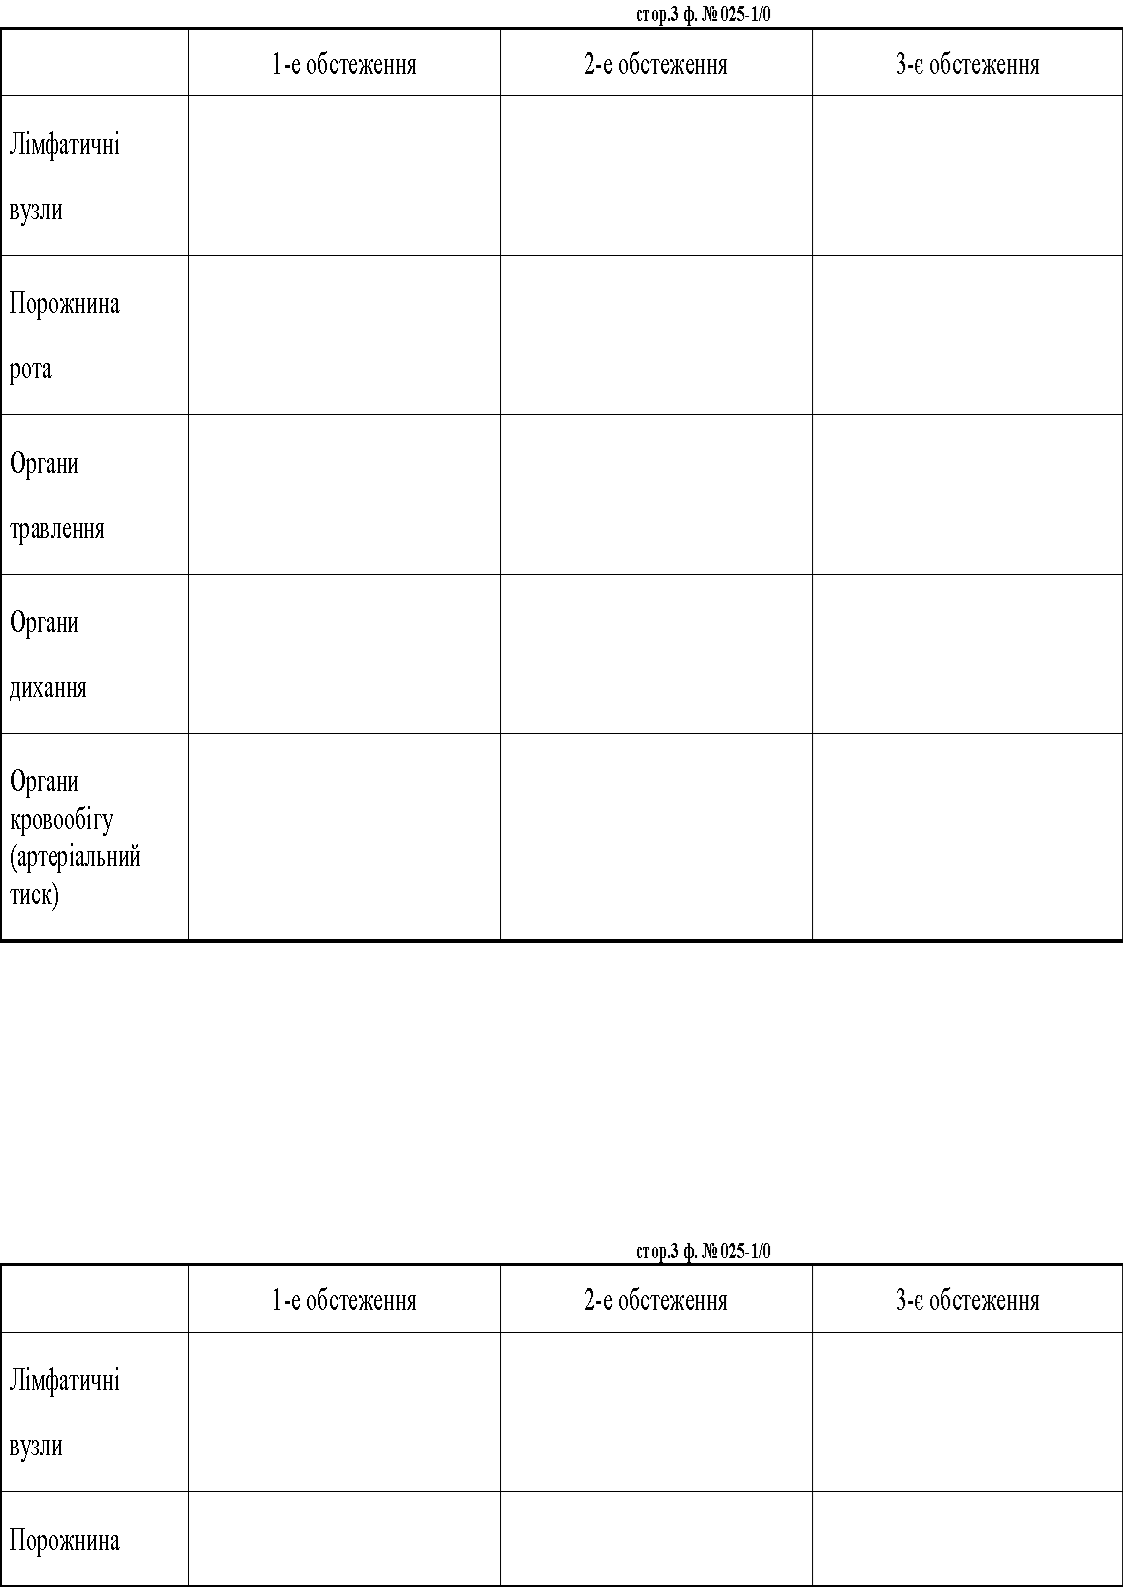 стор.3 ф. № 025-1/0
1-е обстеження 2-е обстеження 3-є обстеження
Лімфатичні
вузли
Порожнина
рота
Органи
травлення
Органи
дихання
Органи
кровообігу
(артеріальний
тиск)
стор.3 ф. № 025-1/0
1-е обстеження 2-е обстеження 3-є обстеження
Лімфатичні
вузли
Порожнина